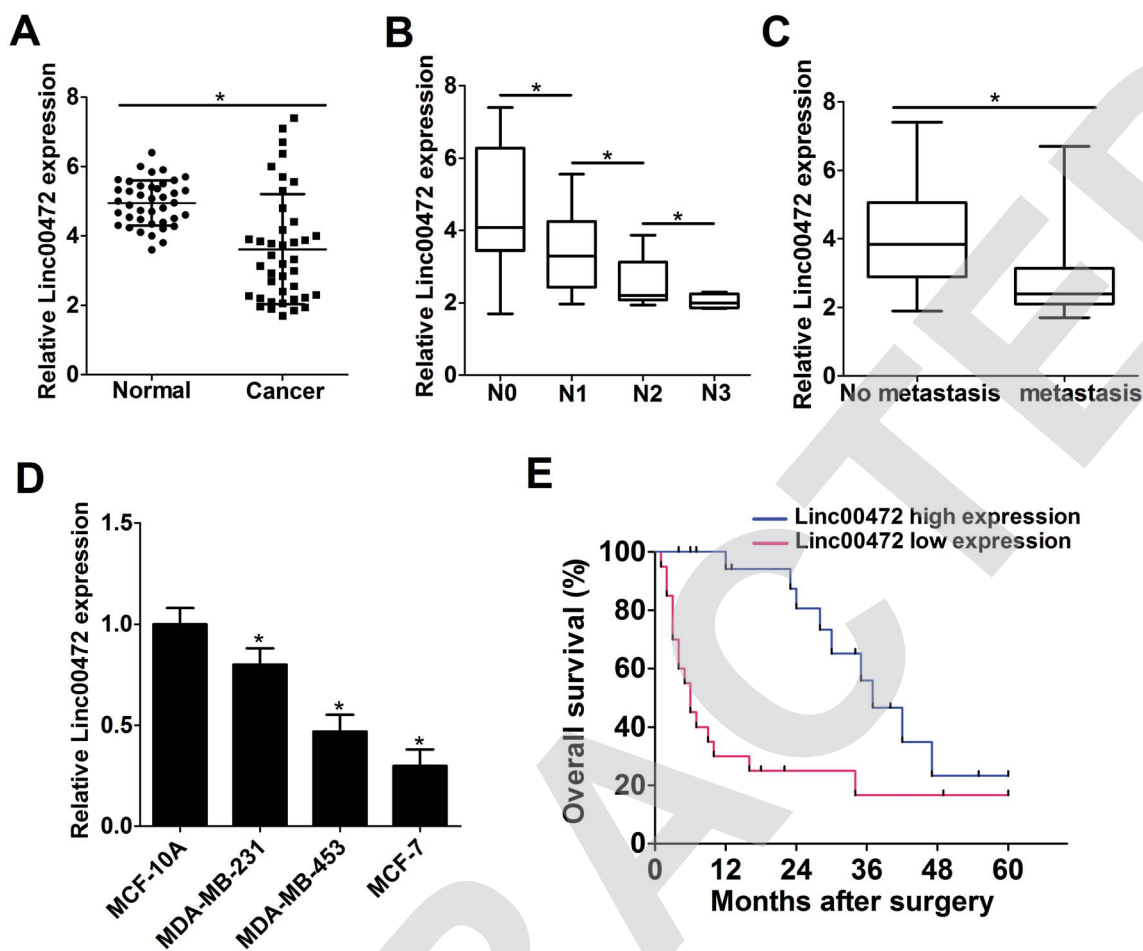 A
Relative Linc00472 expression
8
6
4
2
0
*
Normal
Cancer
B
Relative Linc00472 expression
8
6
4
2
0
*
*
*
N0
N1
N2
N3
C
Relative Linc00472 expression
8
6
4
2
0
*
No metastasis
metastasis
D
Relative Linc00472 expression
1.5
1.0
0.5
0.0
*
*
*
MCF-10A
MDA-MB-231
MDA-MB-453
MCF-7
E
Linc00472 high expression
Linc00472 low expression
Overall survival (%)
100
80
60
40
20
0
0 12 24 36 48 60
Months after surgery